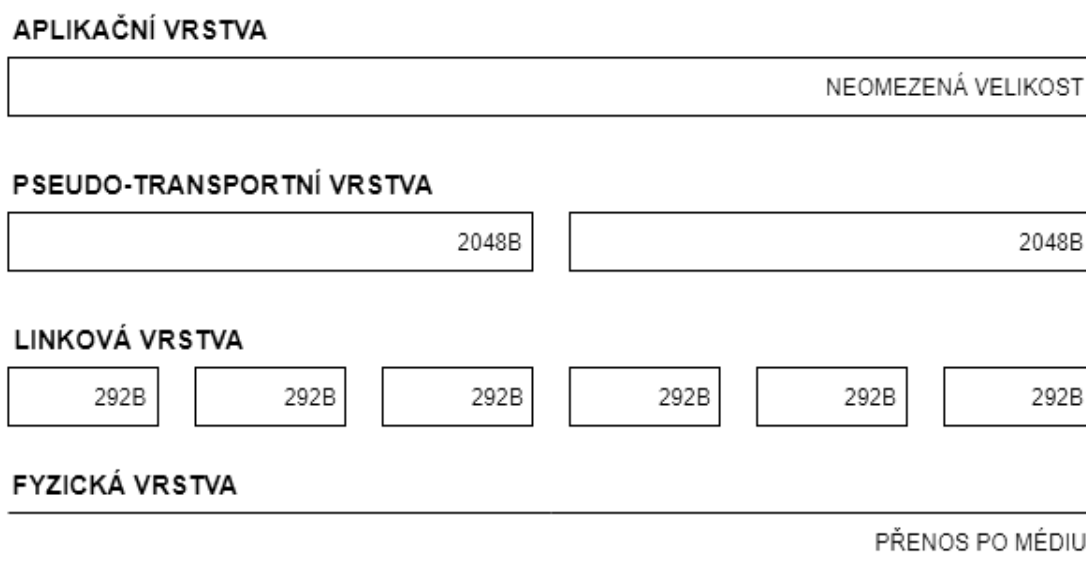 APLIKAČNÍ VRSTVA
NEOMEZENÁ VELIKOST
PSEUDO-TRANSPORTNÍ VRSTVA
2048B 2048B
LINKOVÁ VRSTVA
292B 292B 292B 292B 292B 292B
FYZICKÁ VRSTVA
PŘENOS PO MÉDIU